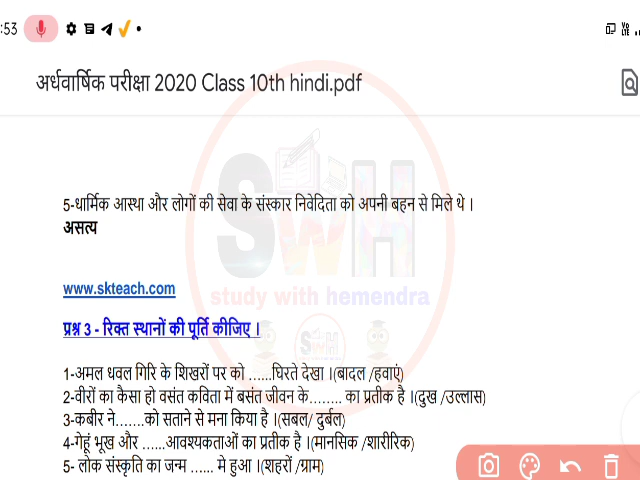 :53
अर्धवार्षिक परीक्षा 2020 Class 10th hindi.pdf
5-धार्मिक आस्था और लोगों की सेवा के संस्कार निवेदिता को अपनी बहन से मिले थे ।
असत्य
www.skteach.com
SWH
study with hemendra
प्रश्न 3 - रिक्त स्थानों की पूर्ति कीजिए ।
SWH
1-अमल धवल गिरि के शिखरों पर को ......घिरते देखा ।(बादल /हवाएं)
2-वीरों का कैसा हो वसंत कविता में बसंत जीवन के........ का प्रतीक है ।(दुख /उल्लास)
3-कबीर ने.......को सताने से मना किया है ।(सबल/ दुर्बल)
4-गेहूं भूख और ......आवश्यकताओं का प्रतीक है ।(मानसिक /शारीरिक)
5- लोक संस्कृति का जन्म ...... मे हुआ ।(शहरों /ग्राम)